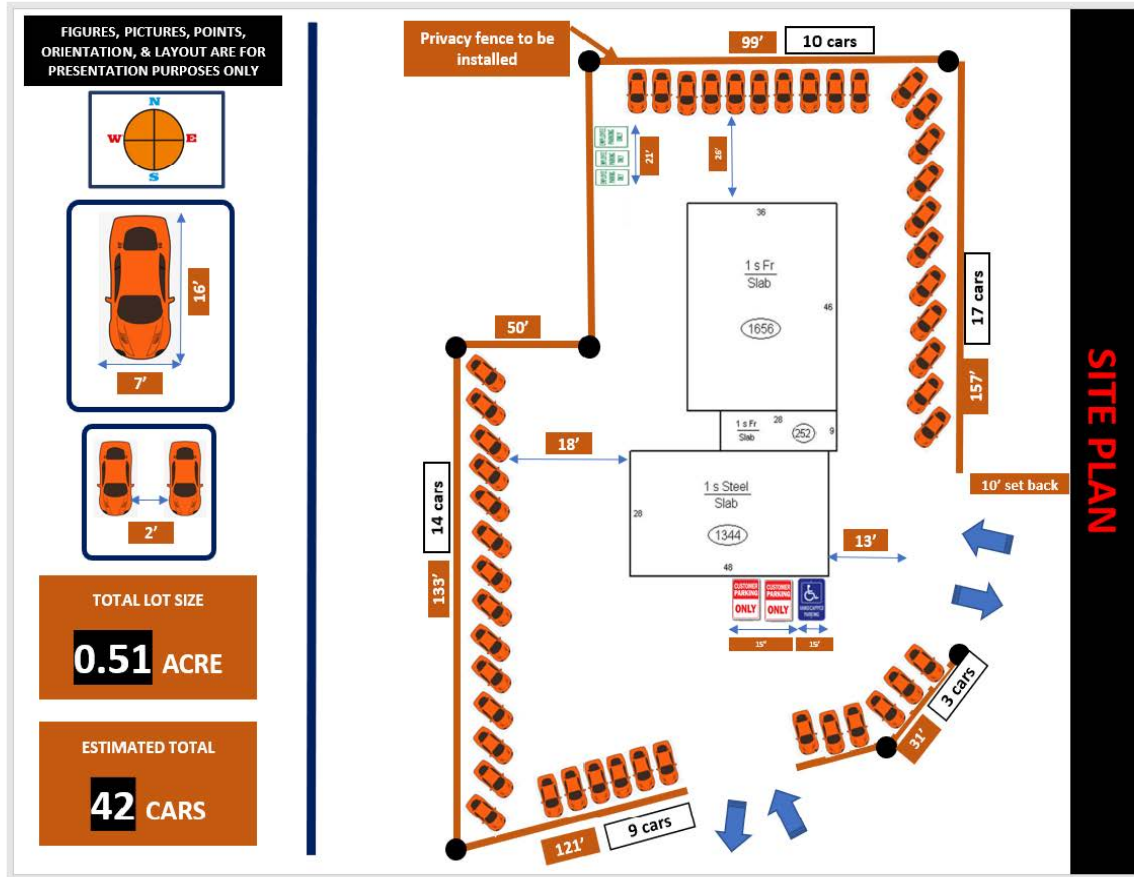 FIGURES, PICTURES, POINTS,
ORIENTATION, & LAYOUT ARE FOR
PRESENTATION PURPOSES ONLY
N
W
E
S
16'
7'
2'
TOTAL LOT SIZE
0.51 ACRE
ESTIMATED TOTAL
42 CARS
Privacy fence to be
installed
99'
10 cars
21'
26'
36
1 s Fr
Slab
1656
46
17 cars
157'
50'
1 s Fr
Slab
28
252
9
18'
10' set back
14 cars
133'
1 s Steel
Slab
28
1344
48
13'
CUSTOMER
PARKING
ONLY
CUSTOMER
PARKING
ONLY
HANDICAPPED
PARKING
15"
15'
3 cars
31'
121'
9 cars
SITE PLAN